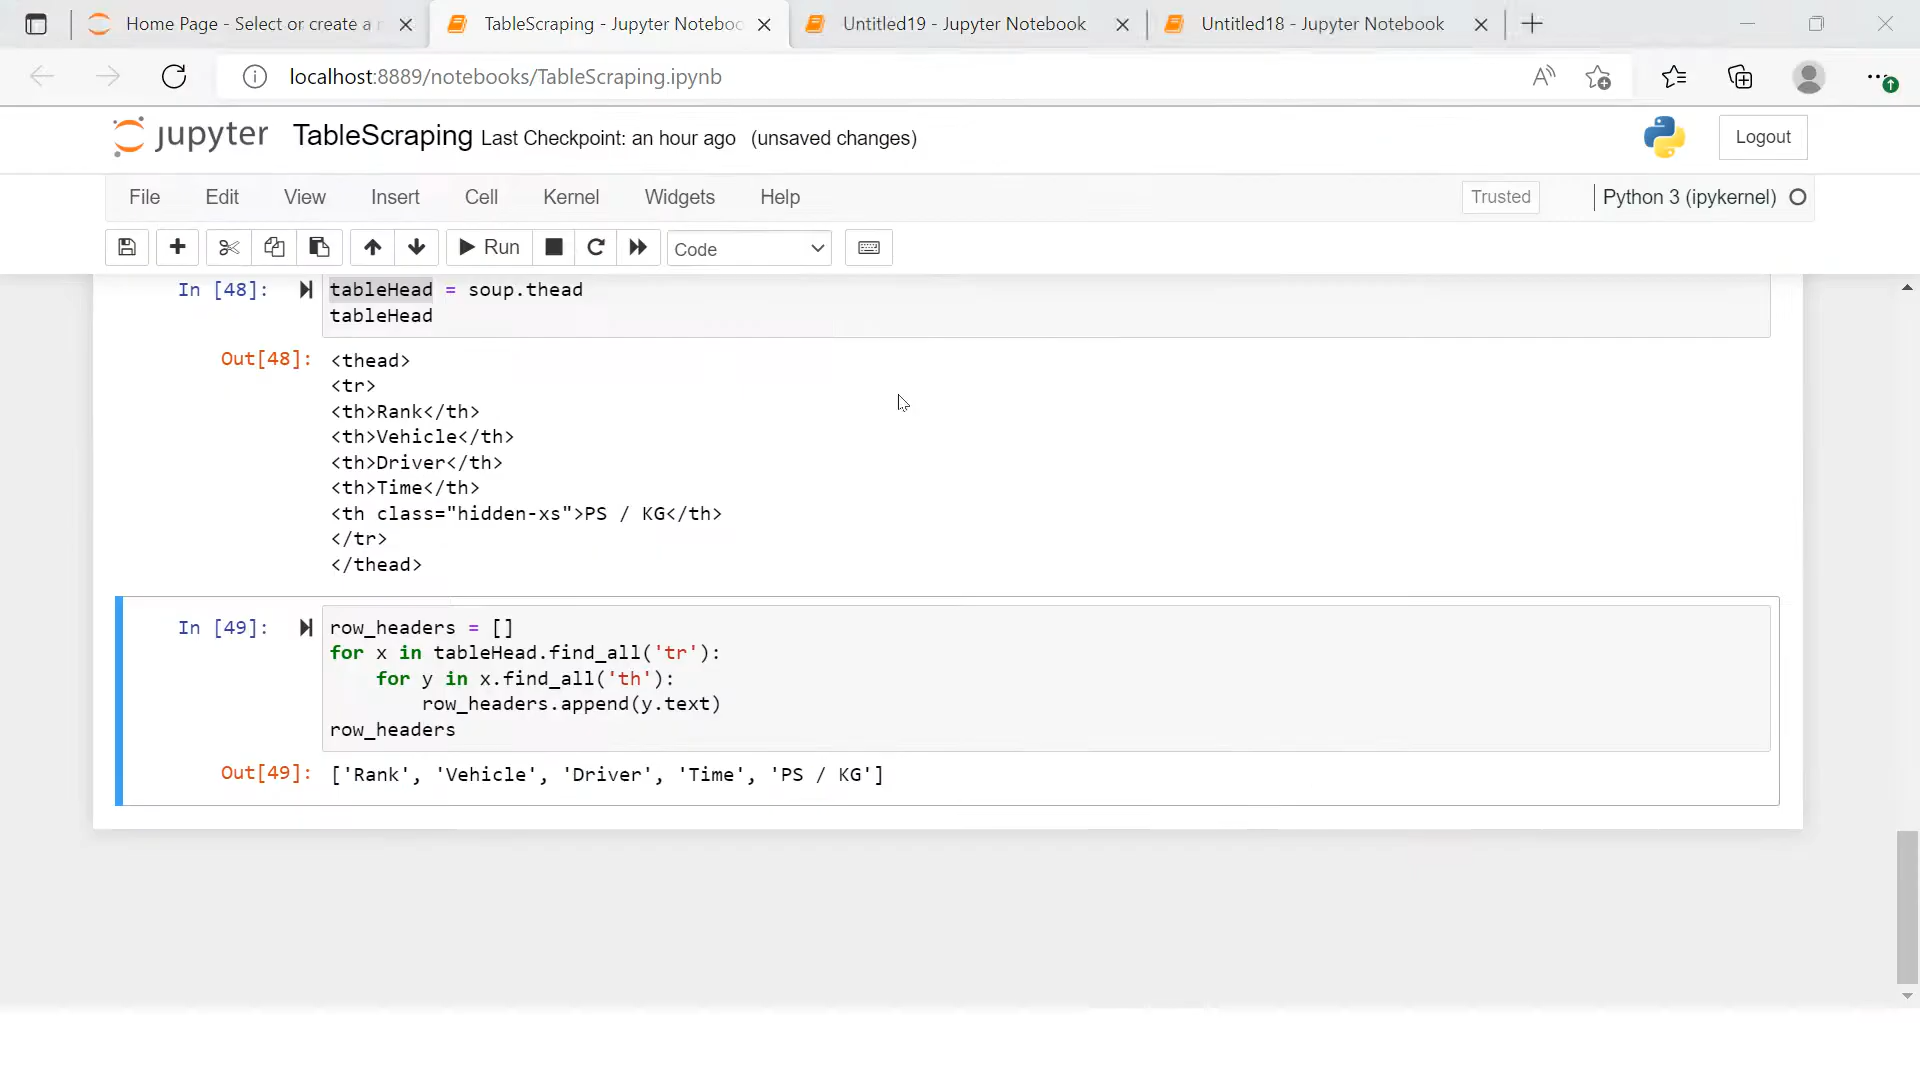 Home Page - Select or create a n
TableScraping - Jupyter Noteboo
Untitled19 - Jupyter Notebook
Untitled18 - Jupyter Notebook
localhost:8889/notebooks/TableScraping.ipynb
jupyter TableScraping Last Checkpoint: an hour ago (unsaved changes)
Logout
File Edit View Insert Cell Kernel Widgets Help
Trusted
Python 3 (ipykernel)
Run
Code
In [48]:
tableHead = soup.thead
tableHead
Out[48]:
<thead>
<tr>
<th>Rank</th>
<th>Vehicle</th>
<th>Driver</th>
<th>Time</th>
<th class="hidden-xs">PS / KG</th>
</tr>
</thead>
In [49]:
row_headers = []
for x in tableHead.find_all('tr'):
    for y in x.find_all('th'):
        row_headers.append(y.text)
row_headers
Out[49]:
['Rank', 'Vehicle', 'Driver', 'Time', 'PS / KG']